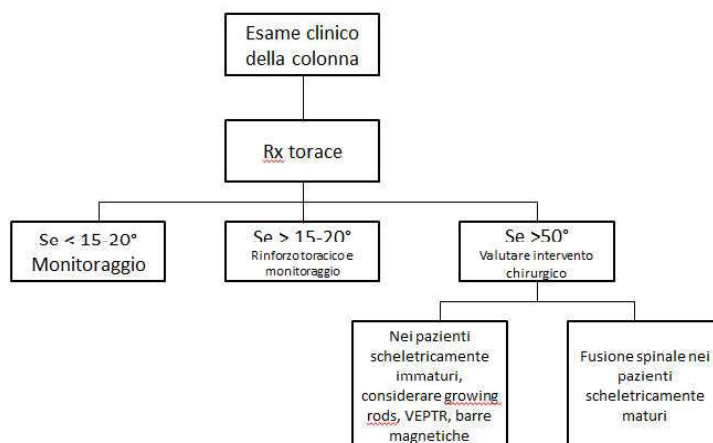 Esame clinico
della colonna
Rx torace
Se < 15-20°
Monitoraggio
Se > 15-20°
Rinforzo toracico e
monitoraggio
Se >50°
Valutare intervento
chirurgico
Nei pazienti
scheletricamente
immaturi,
considerare growing
rods, VEPTR, barre
magnetiche
Fusione spinale nei
pazienti
scheletricamente
maturi